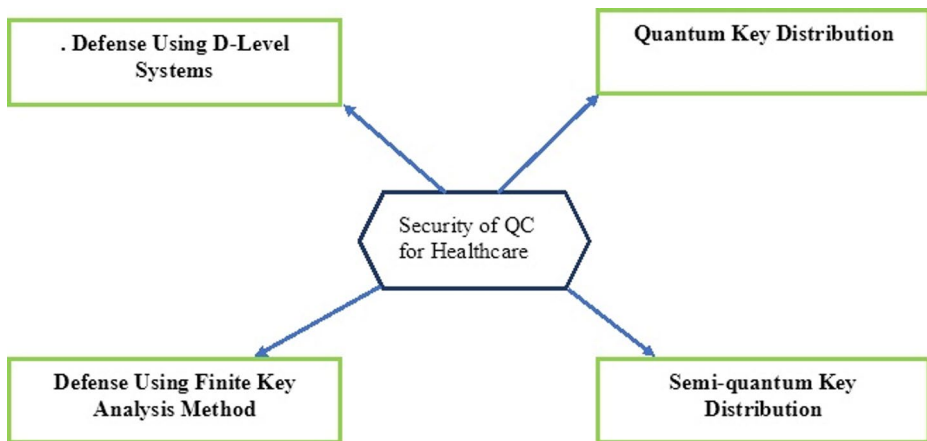 . Defense Using D-Level
Systems
Quantum Key Distribution
Security of QC
for Healthcare
Defense Using Finite Key
Analysis Method
Semi-quantum Key
Distribution